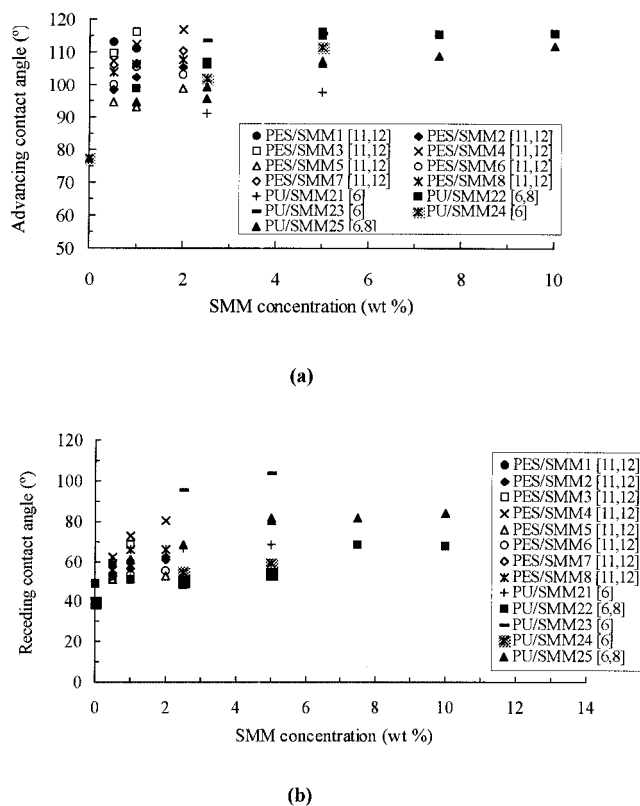 120
110
100
90
80
70
60
50
Advancing contact angle (º)
0 2 4 6 8 10
SMM concentration (wt %)
PES/SMM1 [11,12] PES/SMM2 [11,12]
PES/SMM3 [11,12] PES/SMM4 [11,12]
PES/SMM5 [11,12] PES/SMM6 [11,12]
PES/SMM7 [11,12] PES/SMM8 [11,12]
PU/SMM21 [6] PU/SMM22 [6,8]
PU/SMM23 [6] PU/SMM24 [6]
PU/SMM25 [6,8]
(a)
120
100
80
60
40
20
0
Receding contact angle (º)
0 2 4 6 8 10 12 14
SMM concentration (wt %)
PES/SMM1 [11,12]
PES/SMM2 [11,12]
PES/SMM3 [11,12]
PES/SMM4 [11,12]
PES/SMM5 [11,12]
PES/SMM6 [11,12]
PES/SMM7 [11,12]
PES/SMM8 [11,12]
PU/SMM21 [6]
PU/SMM22 [6,8]
PU/SMM23 [6]
PU/SMM24 [6]
PU/SMM25 [6,8]
(b)